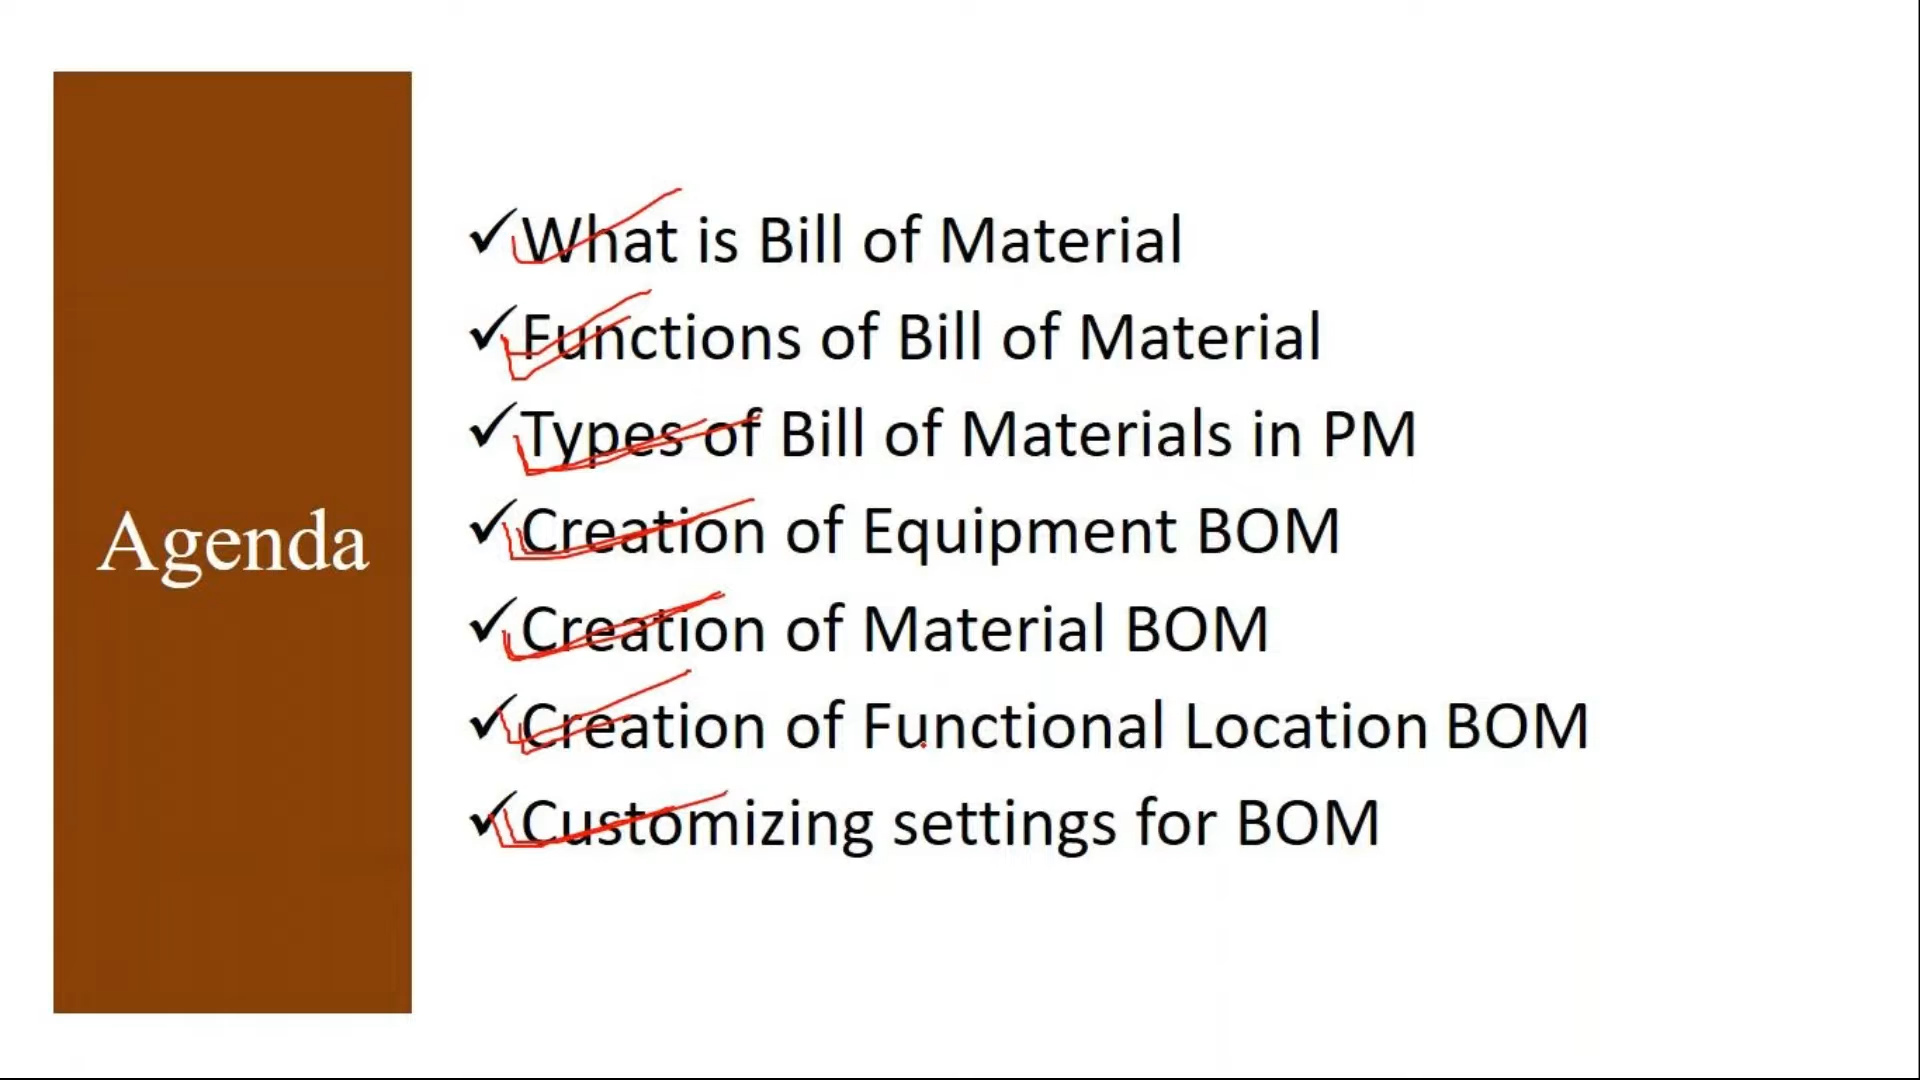 Agenda
What is Bill of Material
Functions of Bill of Material
Types of Bill of Materials in PM
Creation of Equipment BOM
Creation of Material BOM
Creation of Functional Location BOM
Customizing settings for BOM